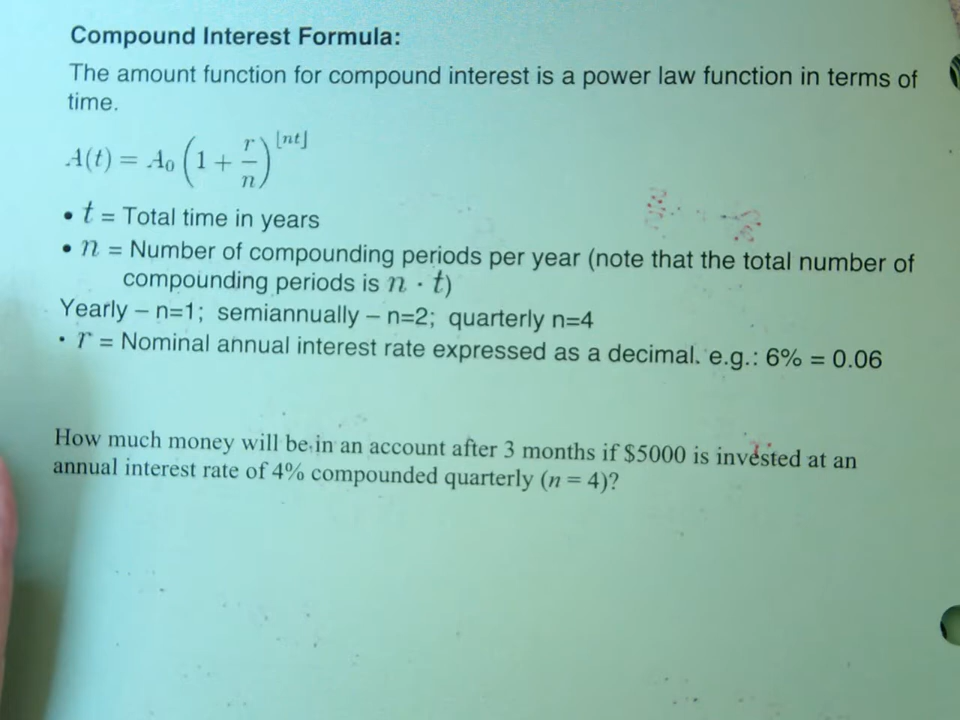 Compound Interest Formula:
The amount function for compound interest is a power law function in terms of
time.
A(t) = A₀ (1 + r/n)^⌊nt⌋
• t = Total time in years
• n = Number of compounding periods per year (note that the total number of
compounding periods is n · t)
Yearly – n=1; semiannually – n=2; quarterly n=4
• r = Nominal annual interest rate expressed as a decimal. e.g.: 6% = 0.06
How much money will be in an account after 3 months if $5000 is invested at an
annual interest rate of 4% compounded quarterly (n = 4)?